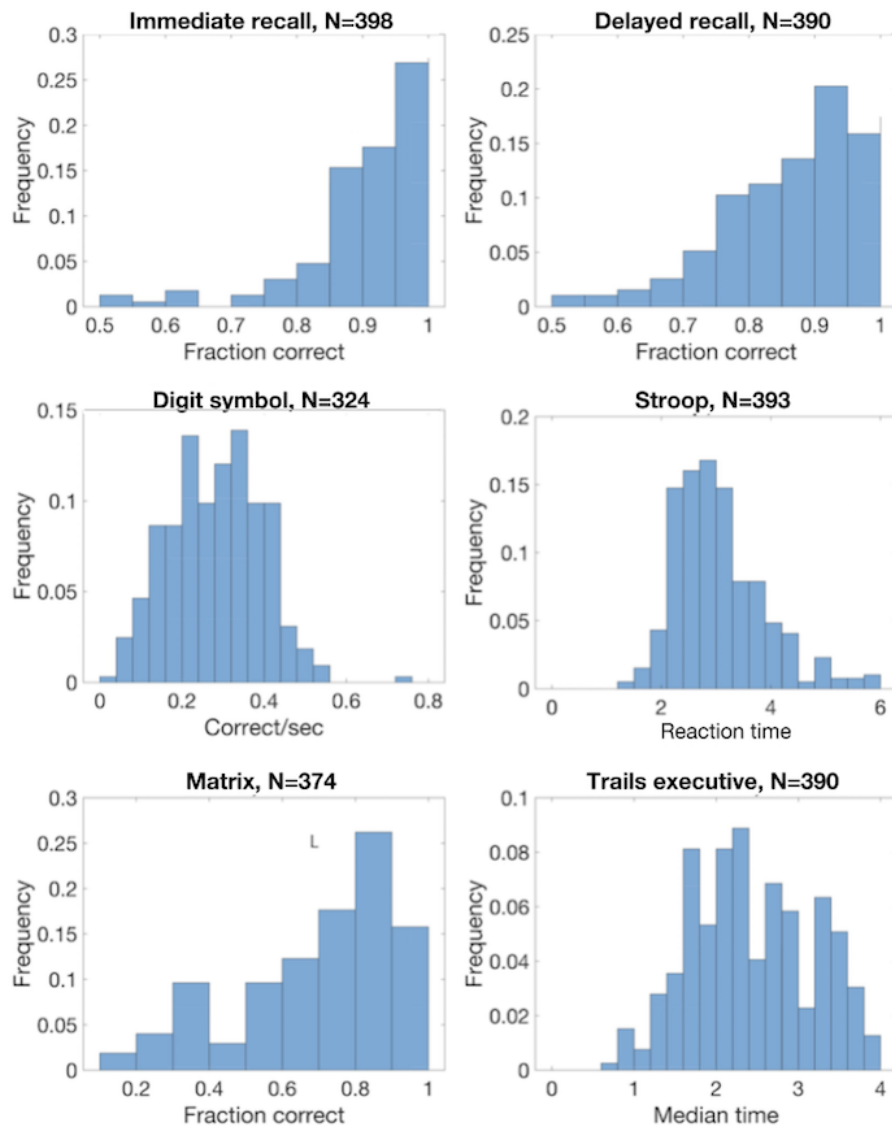 Immediate recall, N=398
Frequency
0.3
0.25
0.2
0.15
0.1
0.05
0
0.5 0.6 0.7 0.8 0.9 1
Fraction correct
Delayed recall, N=390
Frequency
0.25
0.2
0.15
0.1
0.05
0
0.5 0.6 0.7 0.8 0.9 1
Fraction correct
Digit symbol, N=324
Frequency
0.15
0.1
0.05
0
0 0.2 0.4 0.6 0.8
Correct/sec
Stroop, N=393
Frequency
0.2
0.15
0.1
0.05
0
0 2 4 6
Reaction time
Matrix, N=374
Frequency
0.3
0.25
0.2
0.15
0.1
0.05
0
L
0.2 0.4 0.6 0.8 1
Fraction correct
Trails executive, N=390
Frequency
0.1
0.08
0.06
0.04
0.02
0
0 1 2 3 4
Median time